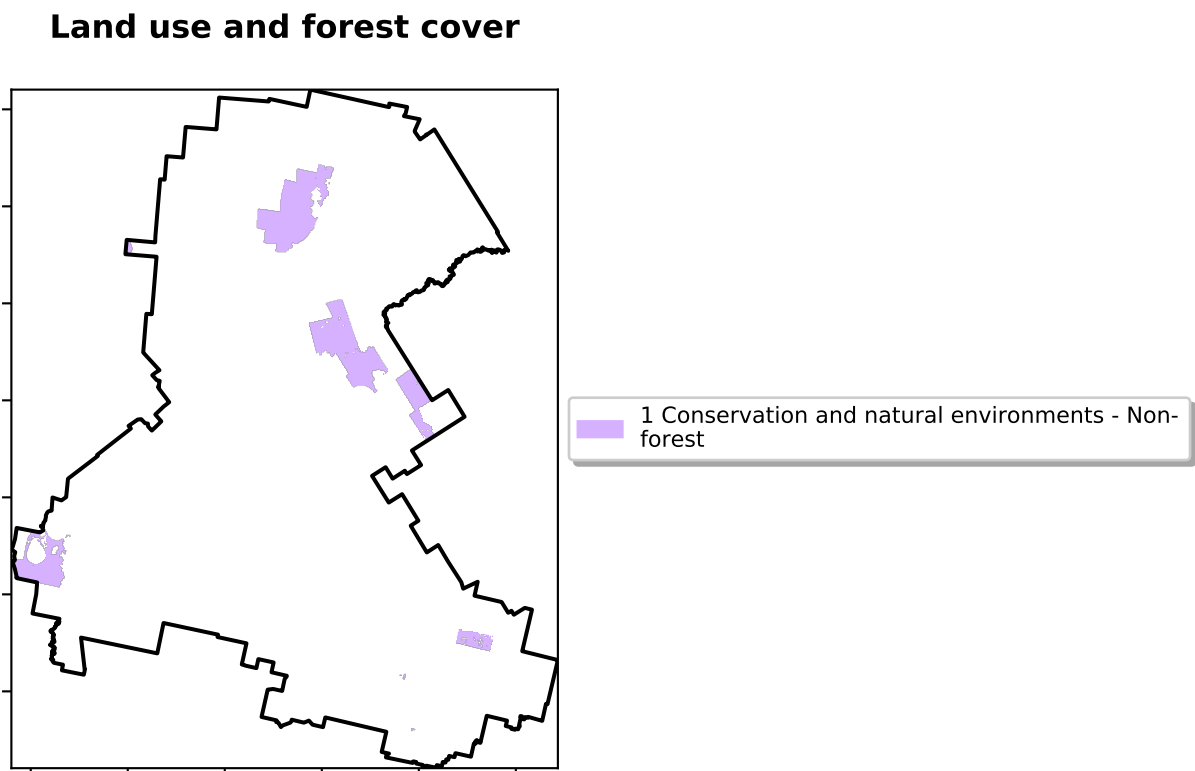 Land use and forest cover
1 Conservation and natural environments - Non-
forest